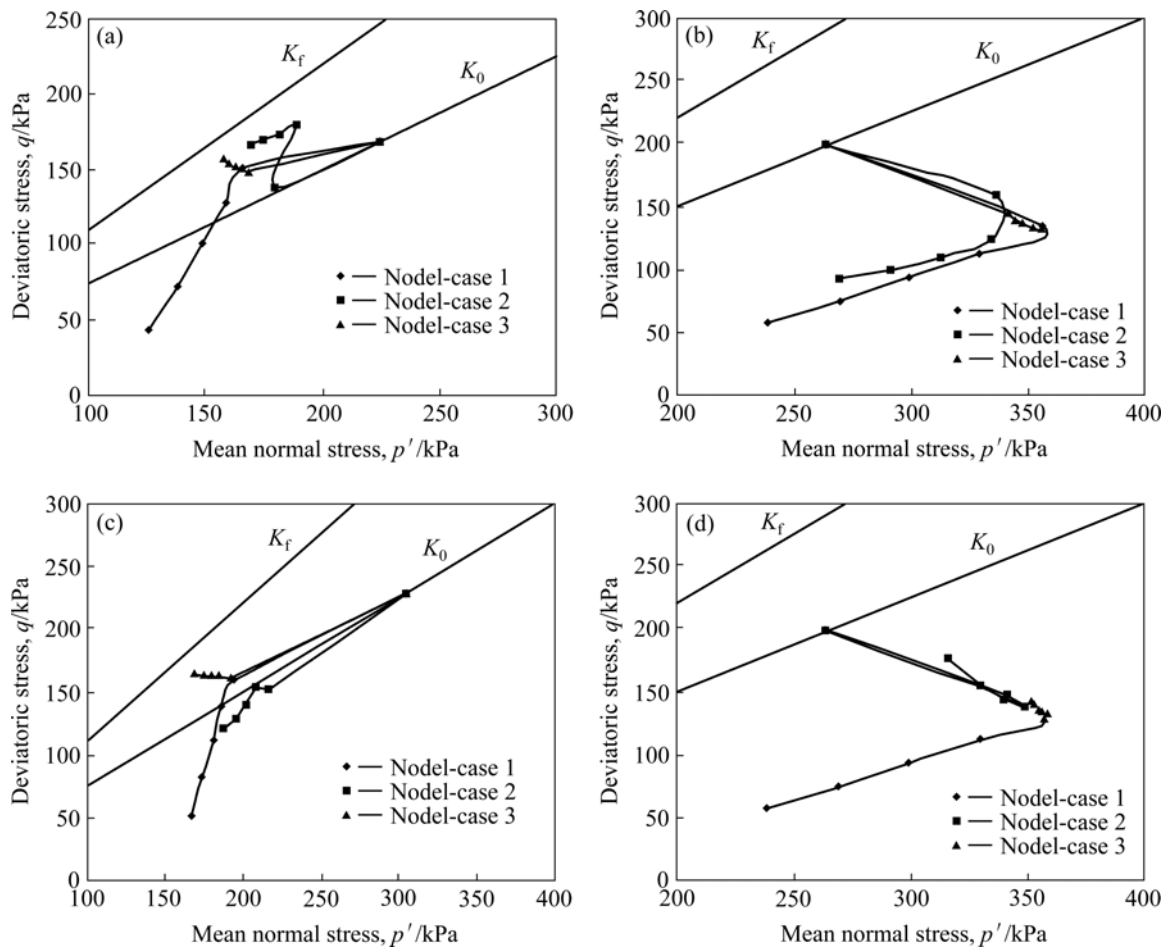 (a)
K_f
K_0
Deviatoric stress, q/kPa
250
200
150
100
50
0
Nodel-case 1
Nodel-case 2
Nodel-case 3
100 150 200 250 300
Mean normal stress, p′/kPa
(b)
K_f
K_0
Deviatoric stress, q/kPa
300
250
200
150
100
50
0
Nodel-case 1
Nodel-case 2
Nodel-case 3
200 250 300 350 400
Mean normal stress, p′/kPa
(c)
K_f
K_0
Deviatoric stress, q/kPa
300
250
200
150
100
50
0
Nodel-case 1
Nodel-case 2
Nodel-case 3
100 150 200 250 300 350 400
Mean normal stress, p′/kPa
(d)
K_f
K_0
Deviatoric stress, q/kPa
300
250
200
150
100
50
0
Nodel-case 1
Nodel-case 2
Nodel-case 3
200 250 300 350 400
Mean normal stress, p′/kPa